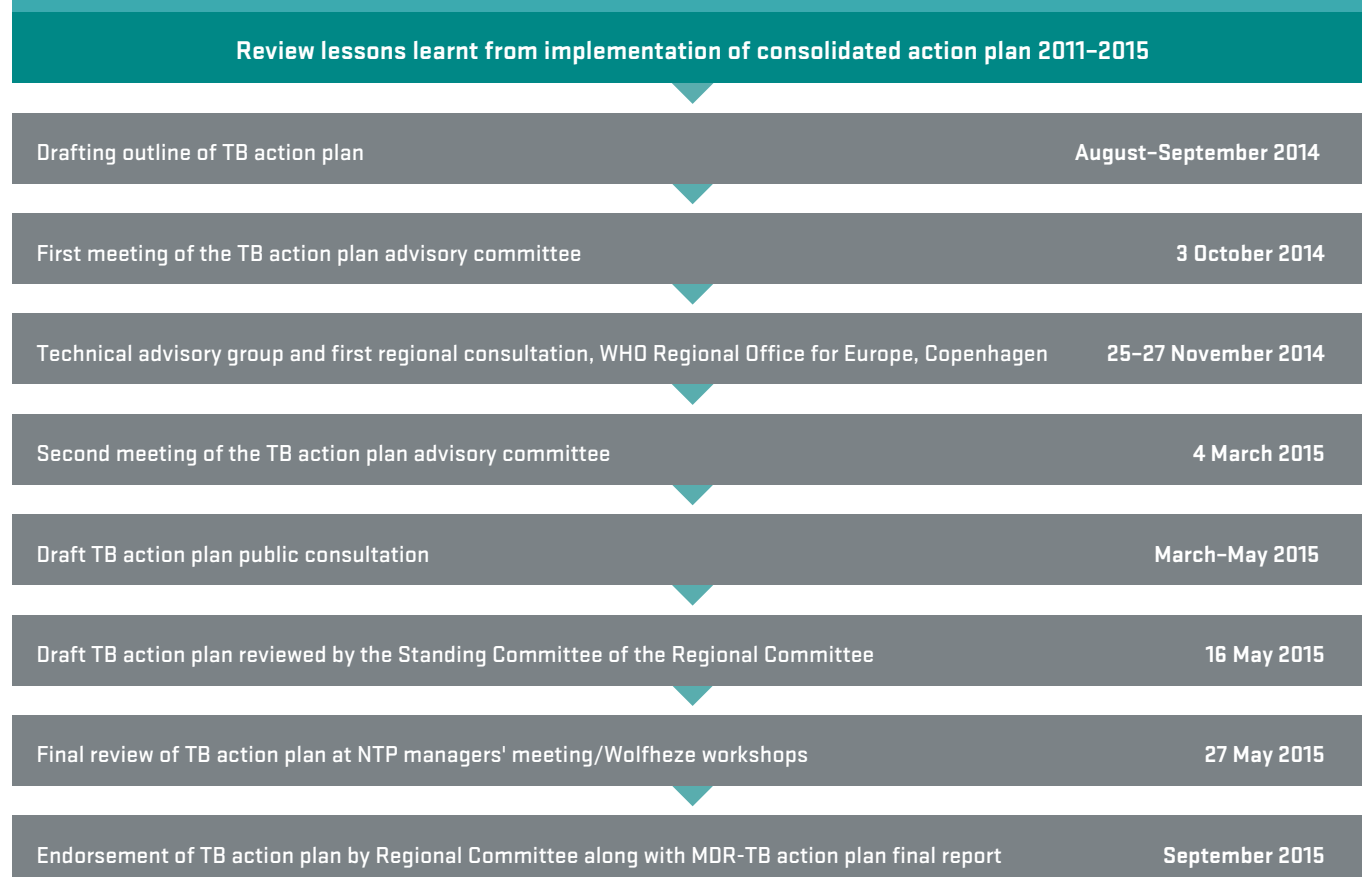 Review lessons learnt from implementation of consolidated action plan 2011–2015
Drafting outline of TB action plan August–September 2014
First meeting of the TB action plan advisory committee 3 October 2014
Technical advisory group and first regional consultation, WHO Regional Office for Europe, Copenhagen 25–27 November 2014
Second meeting of the TB action plan advisory committee 4 March 2015
Draft TB action plan public consultation March–May 2015
Draft TB action plan reviewed by the Standing Committee of the Regional Committee 16 May 2015
Final review of TB action plan at NTP managers' meeting/Wolfheze workshops 27 May 2015
Endorsement of TB action plan by Regional Committee along with MDR-TB action plan final report September 2015